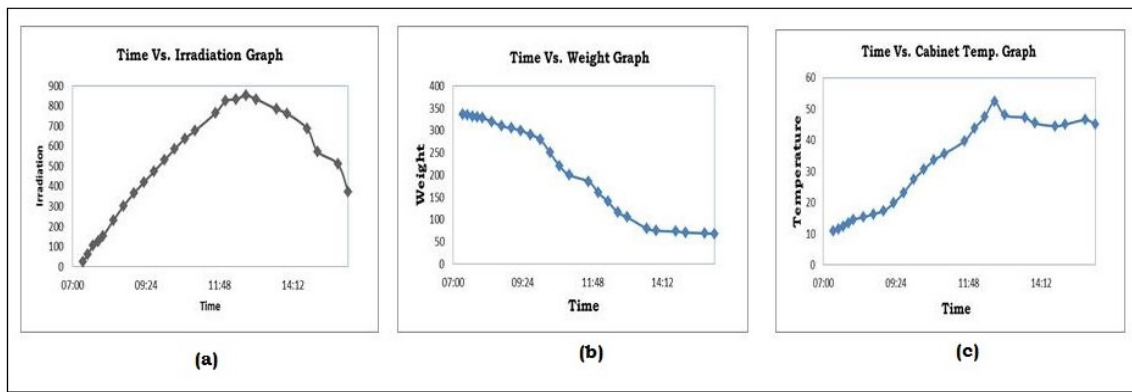 Time Vs. Irradiation Graph
Irradiation
900
800
700
600
500
400
300
200
100
0
07:00 09:24 11:48 14:12
Time
(a)
Time Vs. Weight Graph
Weight
400
350
300
250
200
150
100
50
0
07:00 09:24 11:48 14:12
Time
(b)
Time Vs. Cabinet Temp. Graph
Temperature
60
50
40
30
20
10
0
07:00 09:24 11:48 14:12
Time
(c)